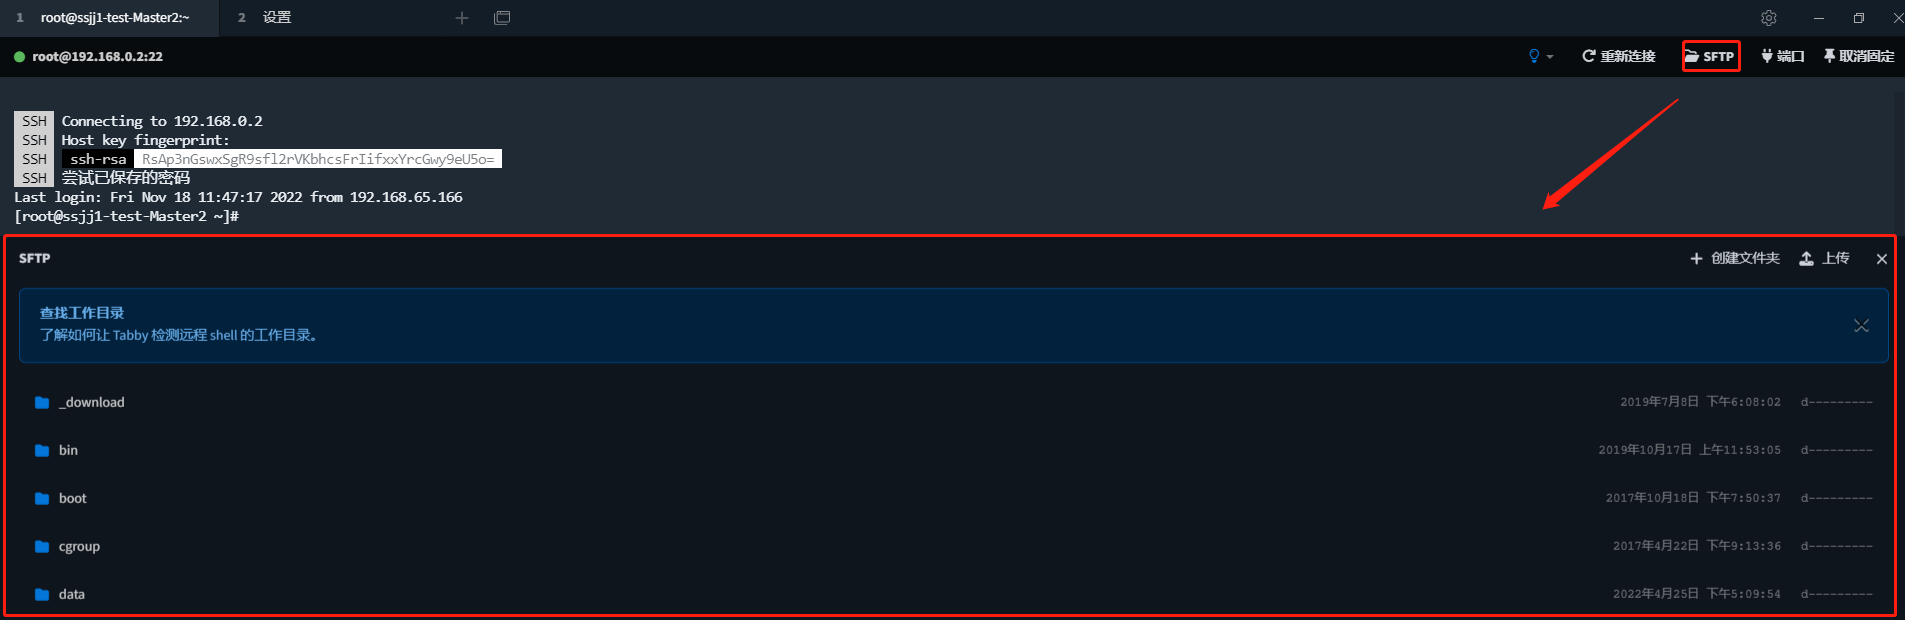 1 root@ssjj1-test-Master2:~ 2 设置
root@192.168.0.2:22 重新连接 SFTP 端口 取消固定
SSH Connecting to 192.168.0.2
SSH Host key fingerprint:
SSH ssh-rsa RsAp3nGswxSgR9sfl2rVKbhcsFrIifxxYrcGwy9eU5o=
SSH 尝试已保存的密码
Last login: Fri Nov 18 11:47:17 2022 from 192.168.65.166
[root@ssjj1-test-Master2 ~]#
SFTP 创建文件夹 上传
查找工作目录
了解如何让 Tabby 检测远程 shell 的工作目录。
_download 2019年7月8日 下午6:08:02 d---------
bin 2019年10月17日 上午11:53:05 d---------
boot 2017年10月18日 下午7:50:37 d---------
cgroup 2017年4月22日 下午9:13:36 d---------
data 2022年4月25日 下午5:09:54 d---------